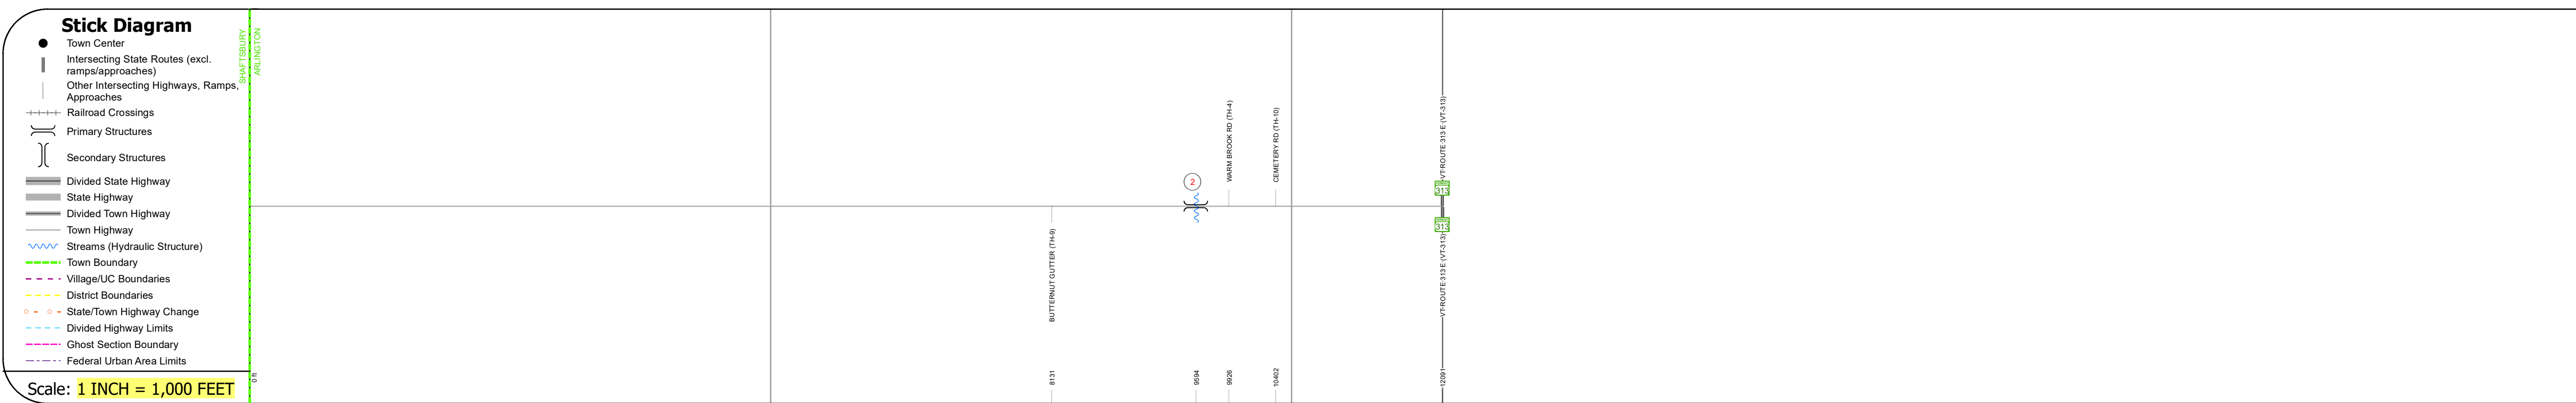 Stick Diagram
Town Center
Intersecting State Routes (excl.
ramps/approaches)
Other Intersecting Highways, Ramps,
Approaches
Railroad Crossings
Primary Structures
Secondary Structures
Divided State Highway
State Highway
Divided Town Highway
Town Highway
Streams (Hydraulic Structure)
Town Boundary
Village/UC Boundaries
District Boundaries
State/Town Highway Change
Divided Highway Limits
Ghost Section Boundary
Federal Urban Area Limits
Scale: 1 INCH = 1,000 FEET
SHAFTSBURY
ARLINGTON
0 ft
BUTTERNUT GUTTER (TH-9)
8131
2
9594
WARM BROOK RD (TH-4)
9926
CEMETERY RD (TH-10)
10402
VT-ROUTE 313 E (VT-313)
313
313
VT-ROUTE 313 E (VT-313)
12091